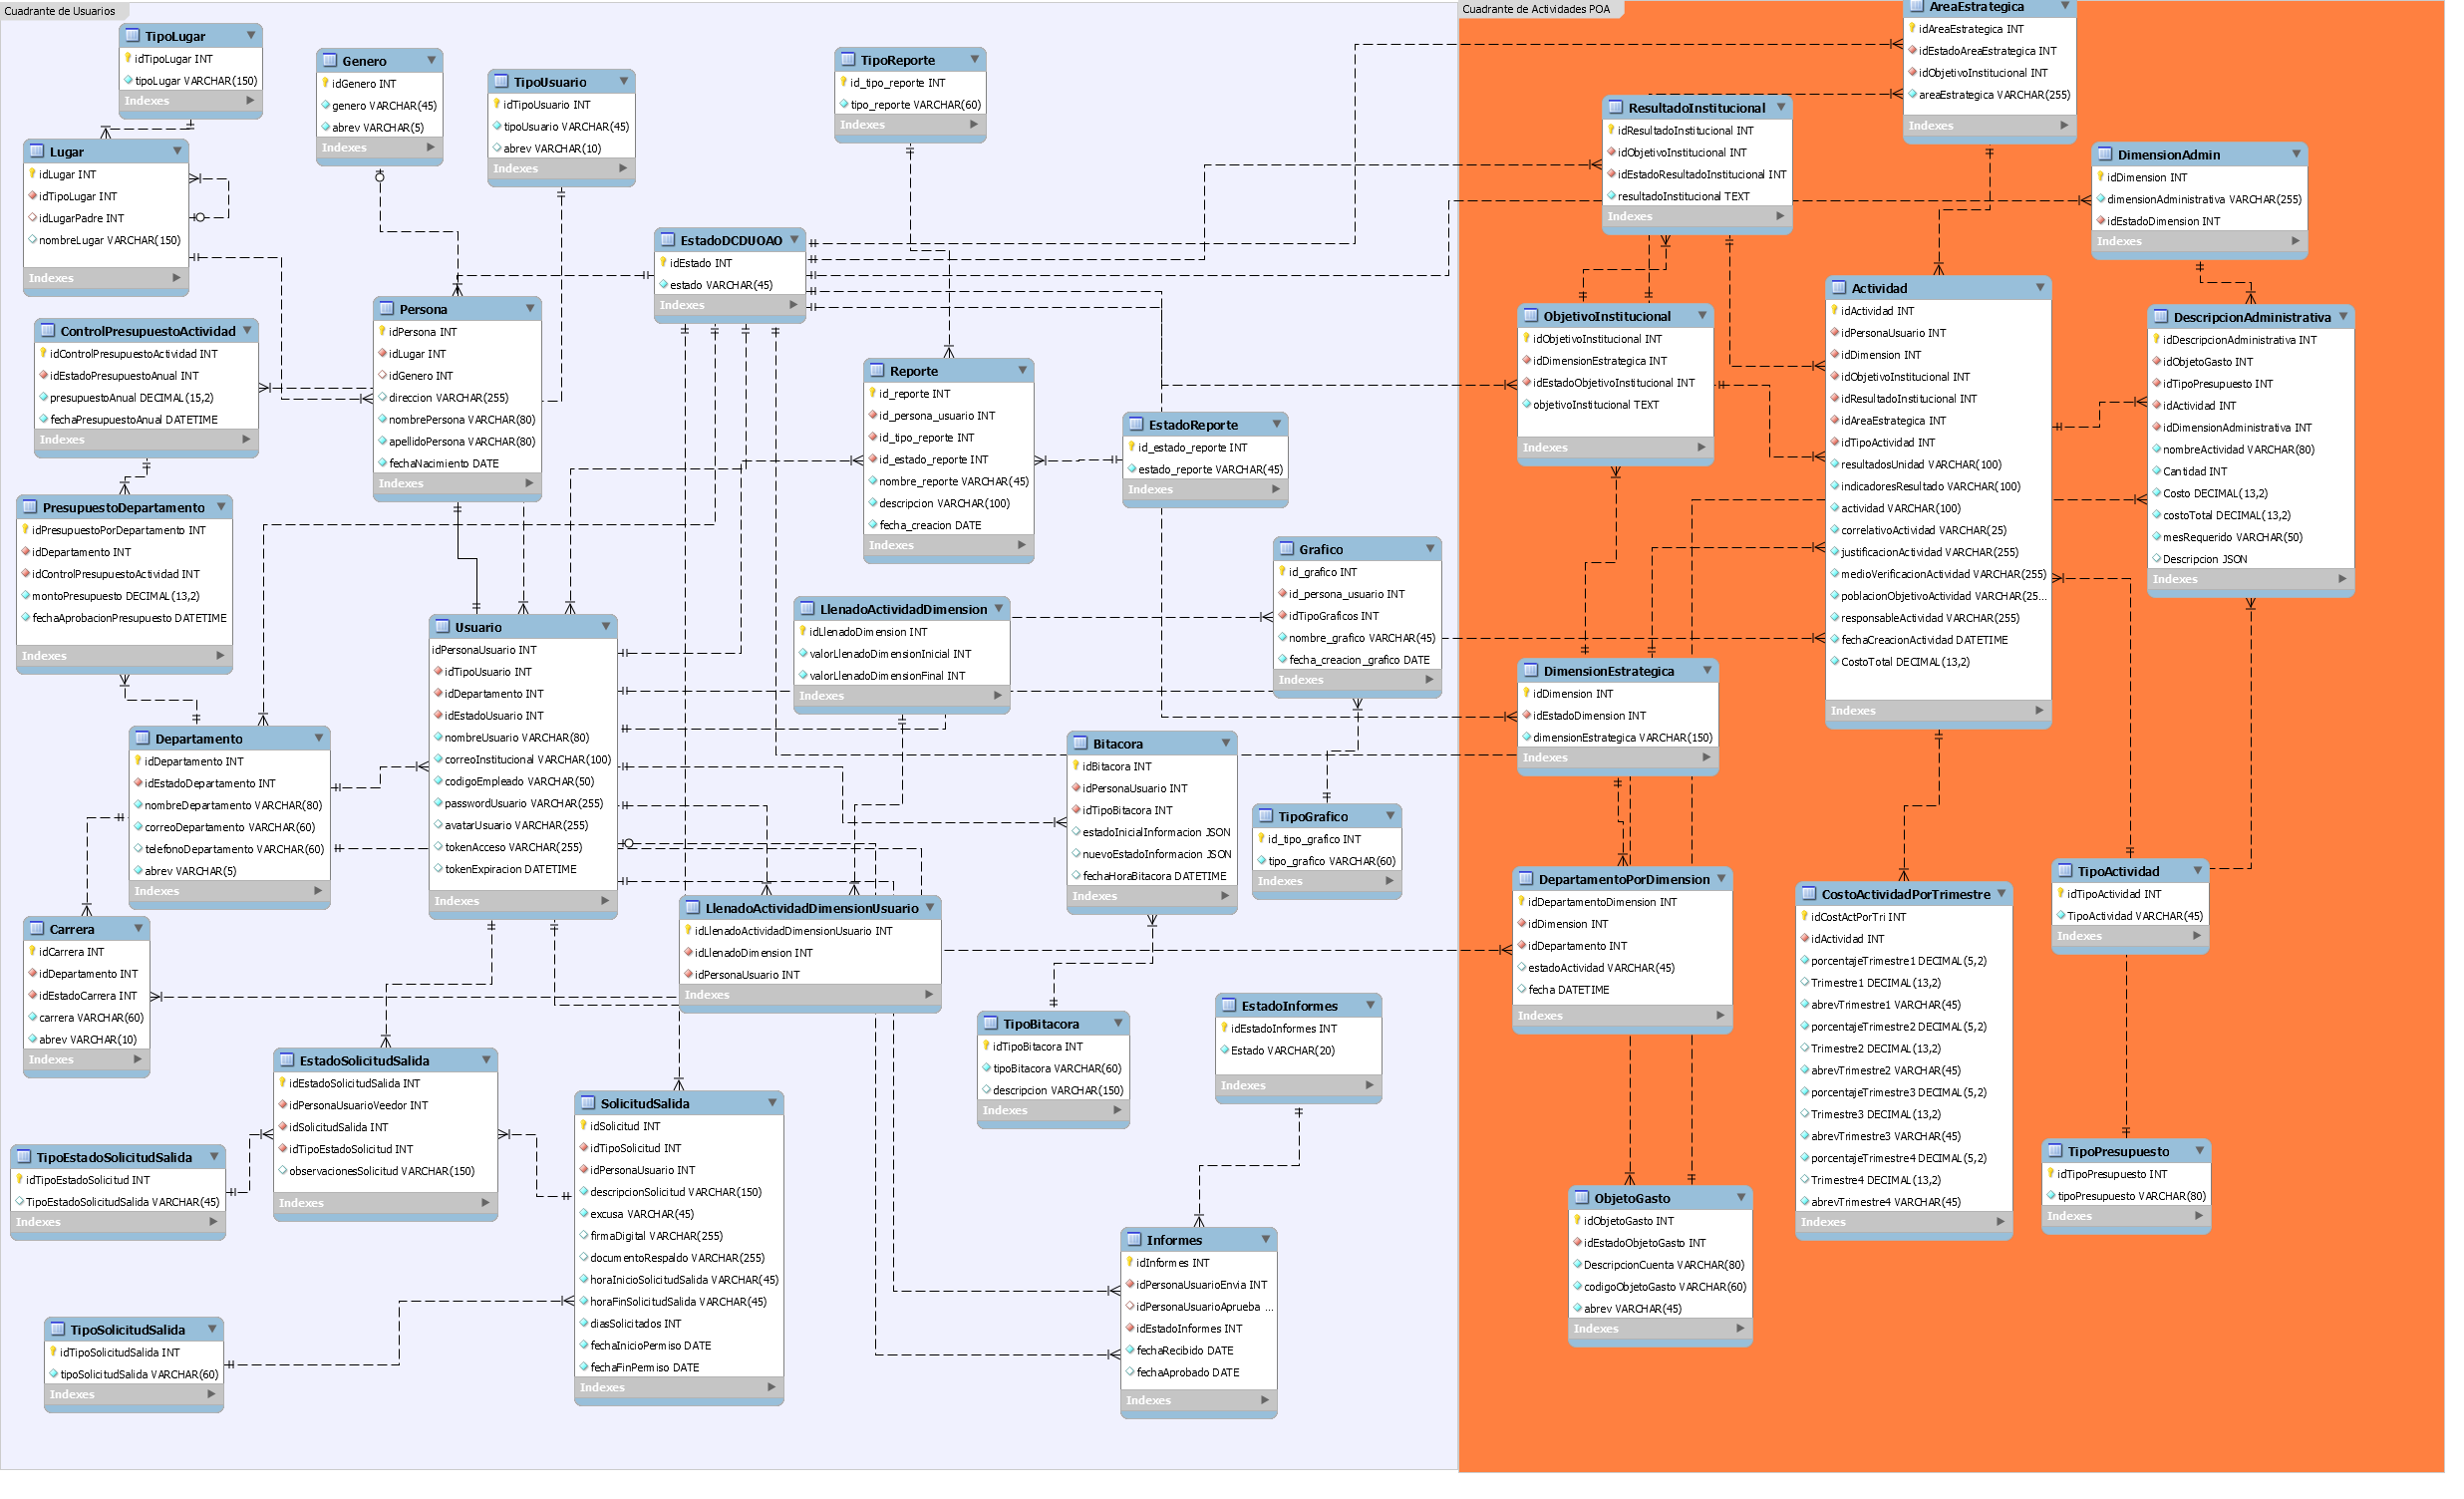 Cuadrante de Usuarios
TipoLugar
idTipoLugar INT
tipoLugar VARCHAR(150)
Indexes
Genero
idGenero INT
genero VARCHAR(45)
abrev VARCHAR(5)
Indexes
TipoUsuario
idTipoUsuario INT
tipoUsuario VARCHAR(45)
abrev VARCHAR(10)
Indexes
TipoReporte
id_tipo_reporte INT
tipo_reporte VARCHAR(60)
Indexes
Lugar
idLugar INT
idTipoLugar INT
idLugarPadre INT
nombreLugar VARCHAR(150)
Indexes
EstadoDCDUOAO
idEstado INT
estado VARCHAR(45)
Indexes
Persona
idPersona INT
idLugar INT
idGenero INT
direccion VARCHAR(255)
nombrePersona VARCHAR(80)
apellidoPersona VARCHAR(80)
fechaNacimiento DATE
Indexes
ControlPresupuestoActividad
idControlPresupuestoActividad INT
idEstadoPresupuestoAnual INT
presupuestoAnual DECIMAL(15,2)
fechaPresupuestoAnual DATETIME
Indexes
Reporte
id_reporte INT
id_persona_usuario INT
id_tipo_reporte INT
id_estado_reporte INT
nombre_reporte VARCHAR(45)
descripcion VARCHAR(100)
fecha_creacion DATE
Indexes
EstadoReporte
id_estado_reporte INT
estado_reporte VARCHAR(45)
Indexes
PresupuestoDepartamento
idPresupuestoPorDepartamento INT
idDepartamento INT
idControlPresupuestoActividad INT
montoPresupuesto DECIMAL(13,2)
fechaAprobacionPresupuesto DATETIME
Indexes
Grafico
id_grafico INT
id_persona_usuario INT
idTipoGraficos INT
nombre_grafico VARCHAR(45)
fecha_creacion_grafico DATE
Indexes
LlenadoActividadDimension
idLlenadoDimension INT
valorLlenadoDimensionInicial INT
valorLlenadoDimensionFinal INT
Indexes
Usuario
idPersonaUsuario INT
idTipoUsuario INT
idDepartamento INT
idEstadoUsuario INT
nombreUsuario VARCHAR(80)
correoInstitucional VARCHAR(100)
codigoEmpleado VARCHAR(50)
passwordUsuario VARCHAR(255)
avatarUsuario VARCHAR(255)
tokenAcceso VARCHAR(255)
tokenExpiracion DATETIME
Indexes
Departamento
idDepartamento INT
idEstadoDepartamento INT
nombreDepartamento VARCHAR(80)
correoDepartamento VARCHAR(60)
telefonoDepartamento VARCHAR(60)
abrev VARCHAR(5)
Indexes
Bitacora
idBitacora INT
idPersonaUsuario INT
idTipoBitacora INT
estadoInicialInformacion JSON
nuevoEstadoInformacion JSON
fechaHoraBitacora DATETIME
Indexes
TipoGrafico
id_tipo_grafico INT
tipo_grafico VARCHAR(60)
Indexes
LlenadoActividadDimensionUsuario
idLlenadoActividadDimensionUsuario INT
idLlenadoDimension INT
idPersonaUsuario INT
Indexes
Carrera
idCarrera INT
idDepartamento INT
idEstadoCarrera INT
carrera VARCHAR(60)
abrev VARCHAR(10)
Indexes
EstadoInformes
idEstadoInformes INT
Estado VARCHAR(20)
Indexes
TipoBitacora
idTipoBitacora INT
tipoBitacora VARCHAR(60)
descripcion VARCHAR(150)
Indexes
EstadoSolicitudSalida
idEstadoSolicitudSalida INT
idPersonaUsuarioVeedor INT
idSolicitudSalida INT
idTipoEstadoSolicitud INT
observacionesSolicitud VARCHAR(150)
Indexes
SolicitudSalida
idSolicitud INT
idTipoSolicitud INT
idPersonaUsuario INT
descripcionSolicitud VARCHAR(150)
excusa VARCHAR(45)
firmaDigital VARCHAR(255)
documentoRespaldo VARCHAR(255)
horaInicioSolicitudSalida VARCHAR(45)
horaFinSolicitudSalida VARCHAR(45)
diasSolicitados INT
fechaInicioPermiso DATE
fechaFinPermiso DATE
Indexes
TipoEstadoSolicitudSalida
idTipoEstadoSolicitud INT
TipoEstadoSolicitudSalida VARCHAR(45)
Indexes
Informes
idInformes INT
idPersonaUsuarioEnvia INT
idPersonaUsuarioAprueba ...
idEstadoInformes INT
fechaRecibido DATE
fechaAprobado DATE
Indexes
TipoSolicitudSalida
idTipoSolicitudSalida INT
tipoSolicitudSalida VARCHAR(60)
Indexes
Cuadrante de Actividades POA
AreaEstrategica
idAreaEstrategica INT
idEstadoAreaEstrategica INT
idObjetivoInstitucional INT
areaEstrategica VARCHAR(255)
Indexes
ResultadoInstitucional
idResultadoInstitucional INT
idObjetivoInstitucional INT
idEstadoResultadoInstitucional INT
resultadoInstitucional TEXT
Indexes
DimensionAdmin
idDimension INT
dimensionAdministrativa VARCHAR(255)
idEstadoDimension INT
Indexes
ObjetivoInstitucional
idObjetivoInstitucional INT
idDimensionEstrategica INT
idEstadoObjetivoInstitucional INT
objetivoInstitucional TEXT
Indexes
Actividad
idActividad INT
idPersonaUsuario INT
idDimension INT
idObjetivoInstitucional INT
idResultadoInstitucional INT
idAreaEstrategica INT
idTipoActividad INT
resultadosUnidad VARCHAR(100)
indicadoresResultado VARCHAR(100)
actividad VARCHAR(100)
correlativoActividad VARCHAR(25)
justificacionActividad VARCHAR(255)
medioVerificacionActividad VARCHAR(255)
poblacionObjetivoActividad VARCHAR(25...
responsableActividad VARCHAR(255)
fechaCreacionActividad DATETIME
CostoTotal DECIMAL(13,2)
Indexes
DescripcionAdministrativa
idDescripcionAdministrativa INT
idObjetoGasto INT
idTipoPresupuesto INT
idActividad INT
idDimensionAdministrativa INT
nombreActividad VARCHAR(80)
Cantidad INT
Costo DECIMAL(13,2)
costoTotal DECIMAL(13,2)
mesRequerido VARCHAR(50)
Descripcion JSON
Indexes
DimensionEstrategica
idDimension INT
idEstadoDimension INT
dimensionEstrategica VARCHAR(150)
Indexes
DepartamentoPorDimension
idDepartamentoDimension INT
idDimension INT
idDepartamento INT
estadoActividad VARCHAR(45)
fecha DATETIME
Indexes
CostoActividadPorTrimestre
idCostActPorTri INT
idActividad INT
porcentajeTrimestre1 DECIMAL(5,2)
Trimestre1 DECIMAL(13,2)
abrevTrimestre1 VARCHAR(45)
porcentajeTrimestre2 DECIMAL(5,2)
Trimestre2 DECIMAL(13,2)
abrevTrimestre2 VARCHAR(45)
porcentajeTrimestre3 DECIMAL(5,2)
Trimestre3 DECIMAL(13,2)
abrevTrimestre3 VARCHAR(45)
porcentajeTrimestre4 DECIMAL(5,2)
Trimestre4 DECIMAL(13,2)
abrevTrimestre4 VARCHAR(45)
Indexes
TipoActividad
idTipoActividad INT
TipoActividad VARCHAR(45)
Indexes
TipoPresupuesto
idTipoPresupuesto INT
tipoPresupuesto VARCHAR(80)
Indexes
ObjetoGasto
idObjetoGasto INT
idEstadoObjetoGasto INT
DescripcionCuenta VARCHAR(80)
codigoObjetoGasto VARCHAR(60)
abrev VARCHAR(45)
Indexes